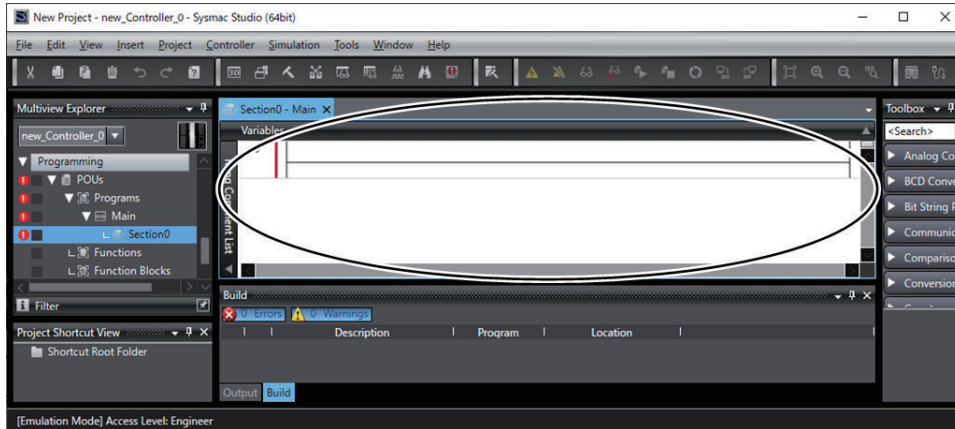 New Project - new_Controller_0 - Sysmac Studio (64bit)
File Edit View Insert Project Controller Simulation Tools Window Help
Multiview Explorer
new_Controller_0
Programming
POUs
Programs
Main
Section0
Functions
Function Blocks
Filter
Project Shortcut View
Shortcut Root Folder
Section0 - Main
Variables
Rung Comment List
Build
0 Errors 0 Warnings
Description Program Location
Output Build
Toolbox
<Search>
Analog Co
BCD Conve
Bit String P
Communic
Compariso
Conversion
[Emulation Mode] Access Level: Engineer